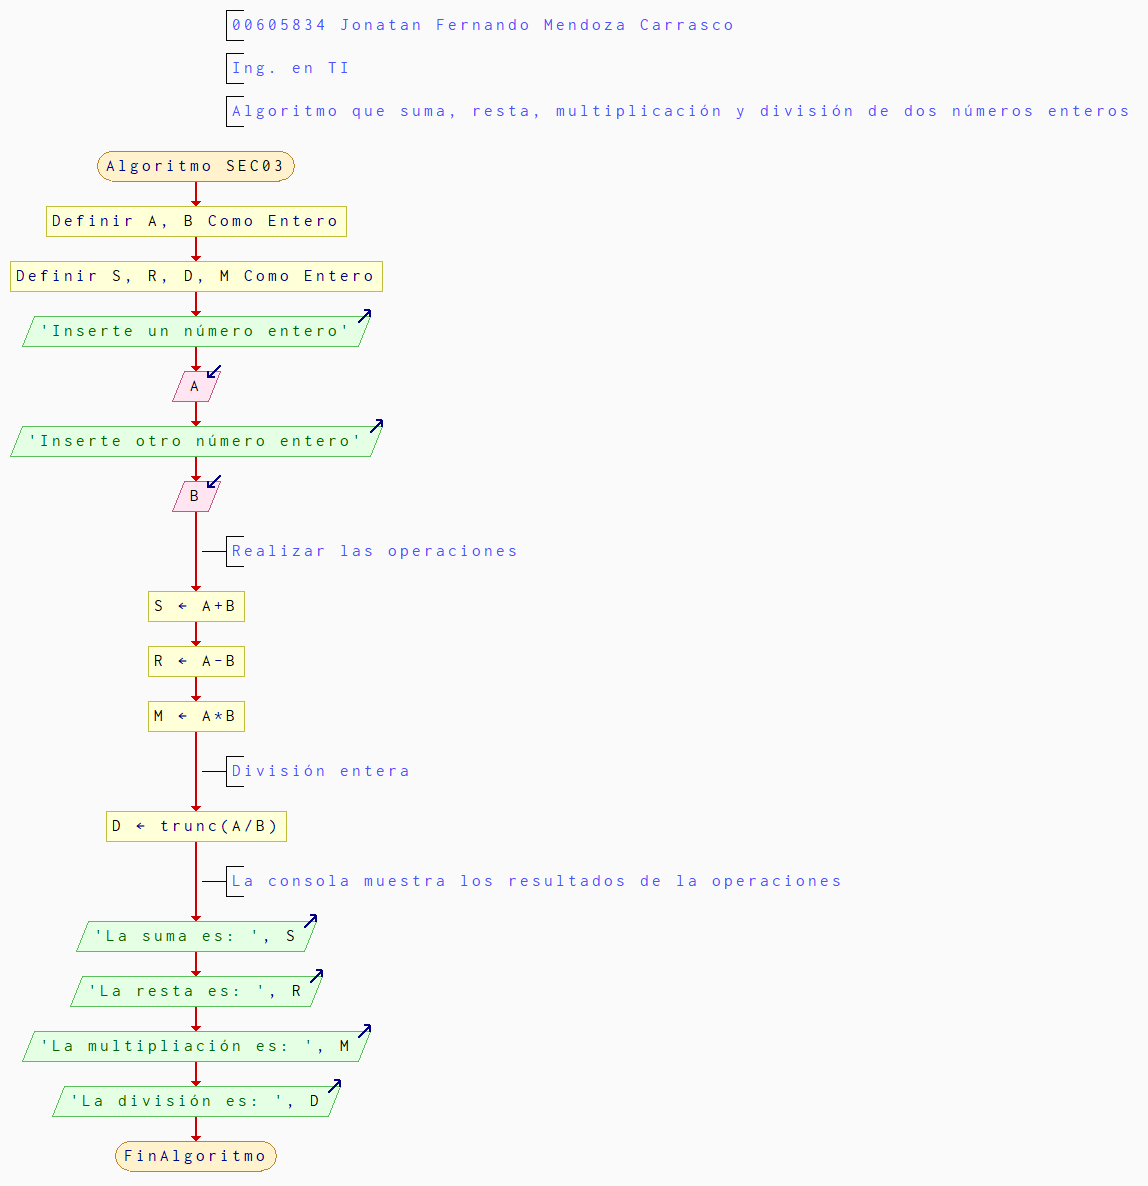 00605834 Jonatan Fernando Mendoza Carrasco
Ing. en TI
Algoritmo que suma, resta, multiplicación y división de dos números enteros
Algoritmo SEC03
Definir A, B Como Entero
Definir S, R, D, M Como Entero
'Inserte un número entero'
A
'Inserte otro número entero'
B
Realizar las operaciones
S ← A+B
R ← A-B
M ← A*B
División entera
D ← trunc(A/B)
La consola muestra los resultados de la operaciones
'La suma es: ', S
'La resta es: ', R
'La multipliación es: ', M
'La división es: ', D
FinAlgoritmo